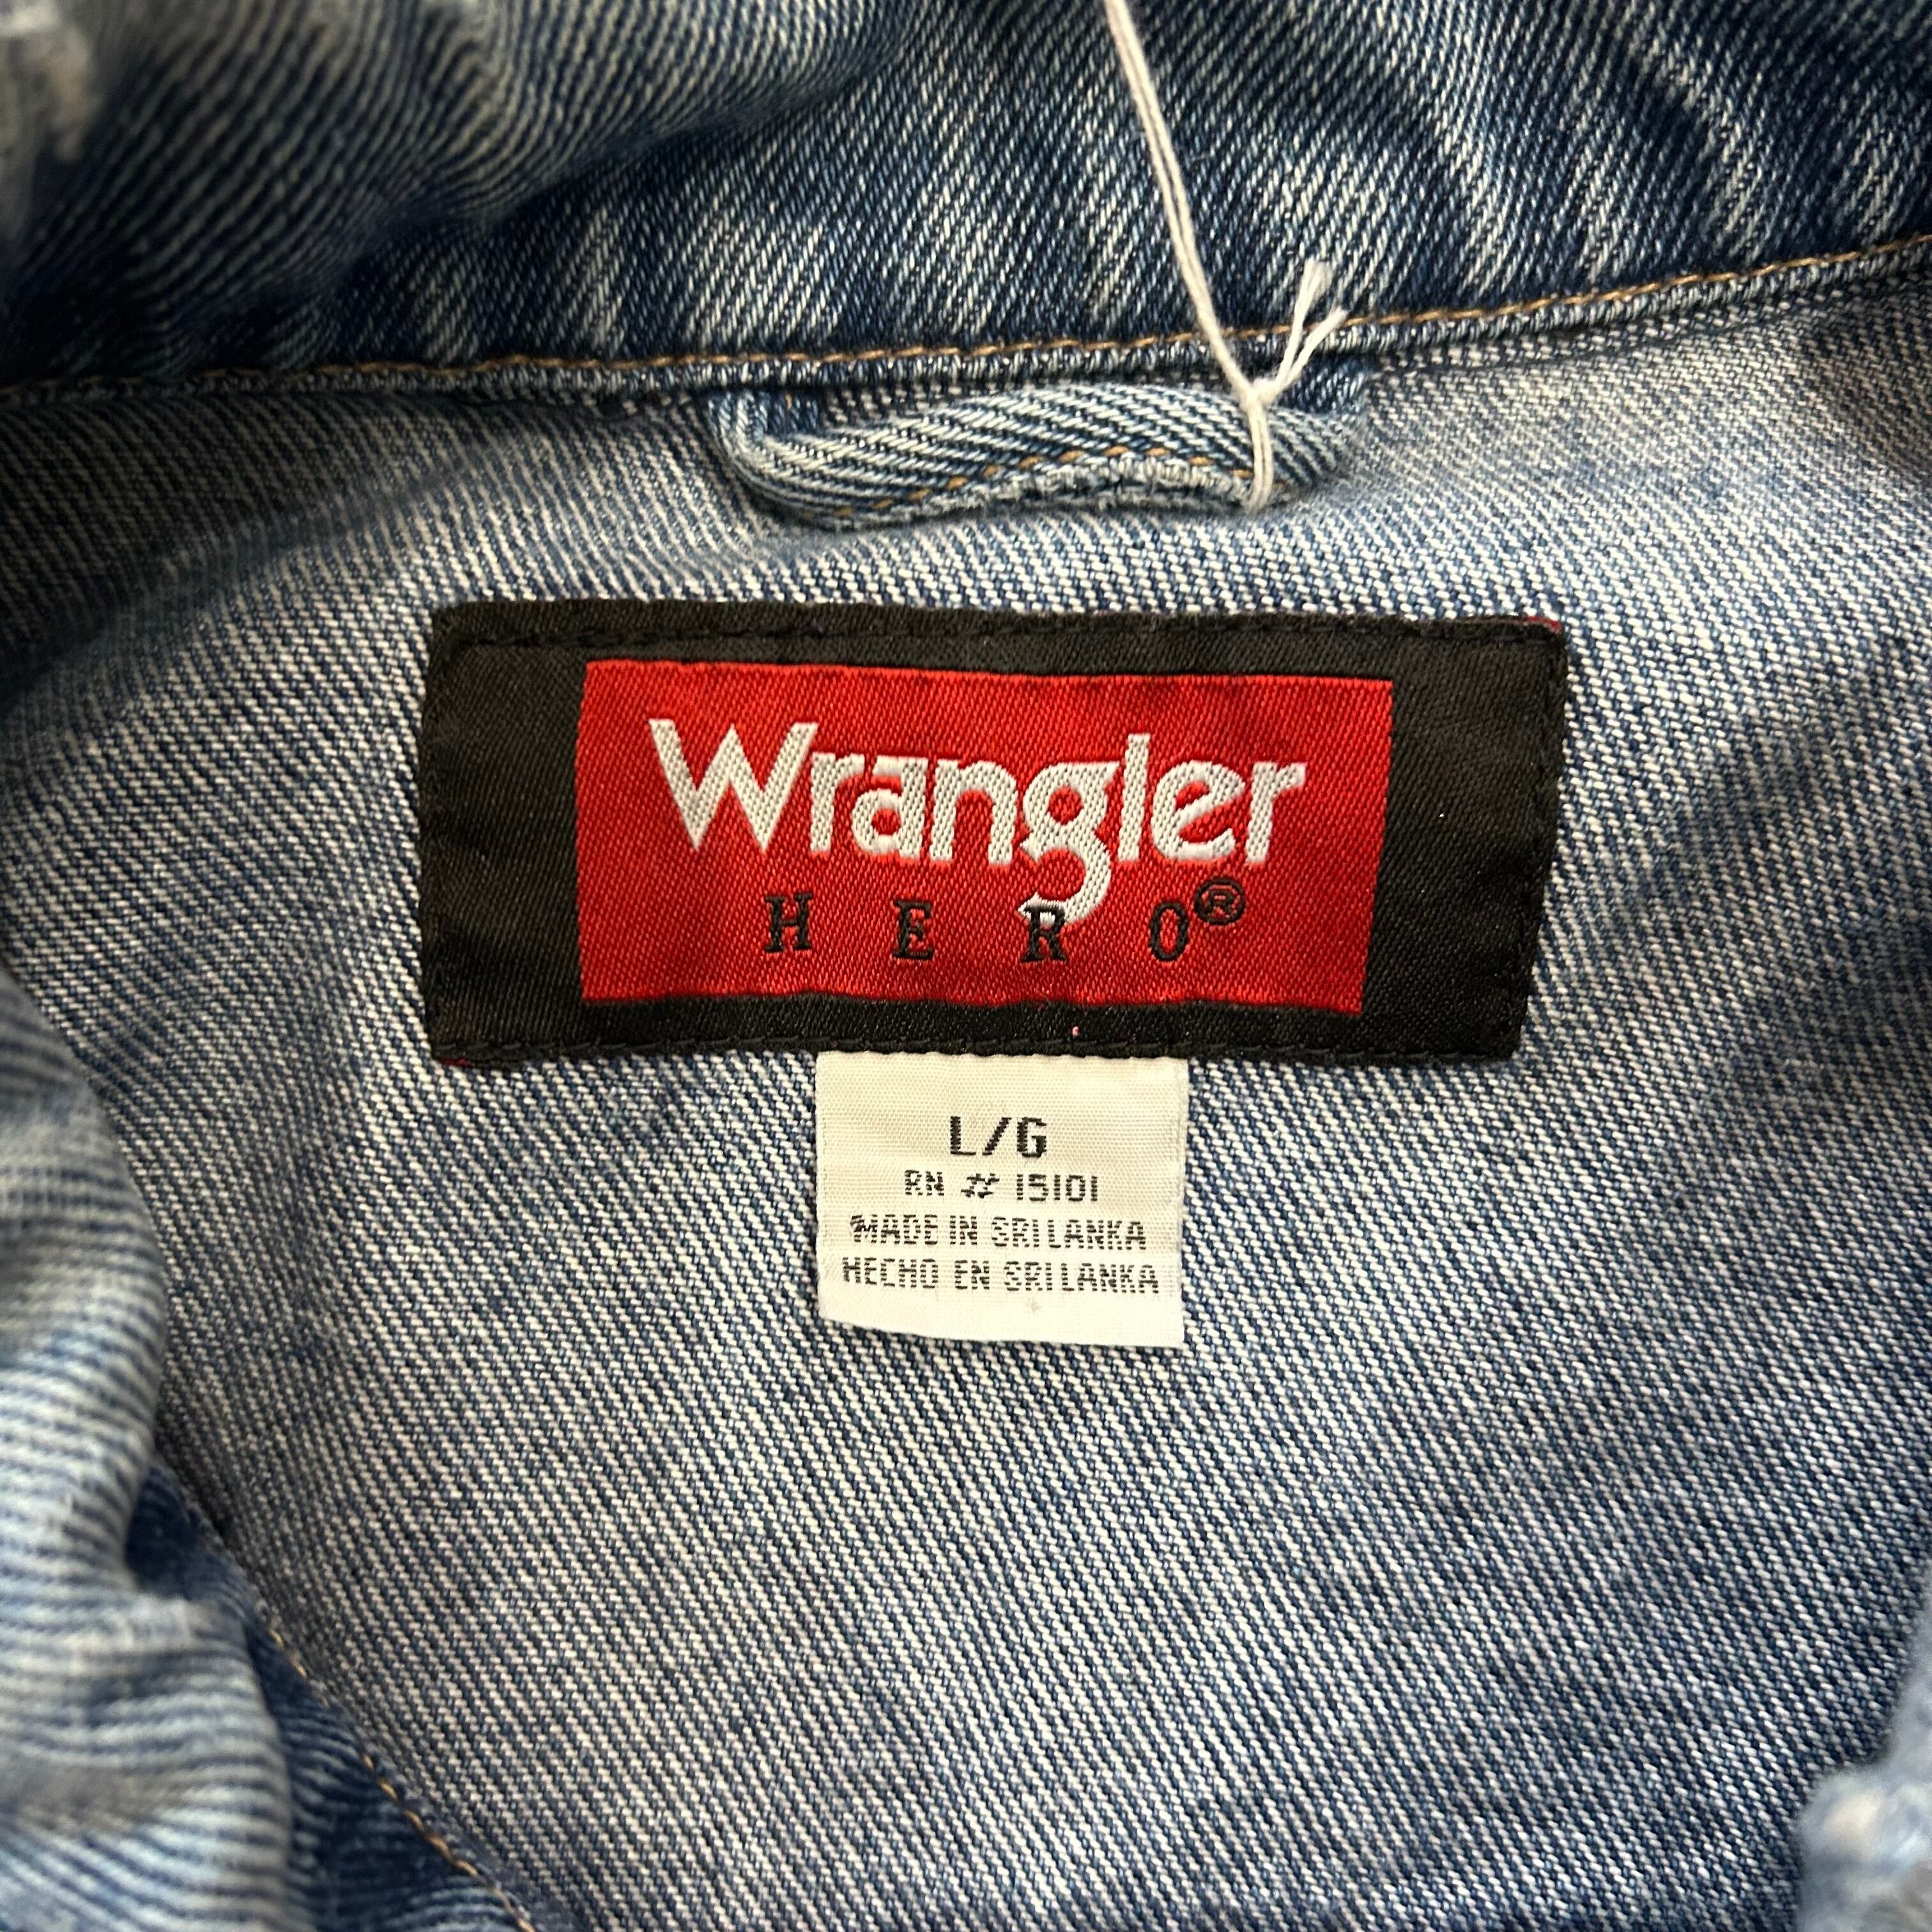 Wrangler
HERO®
L/G
RN # 15101
MADE IN SRI LANKA
HECHO EN SRI LANKA